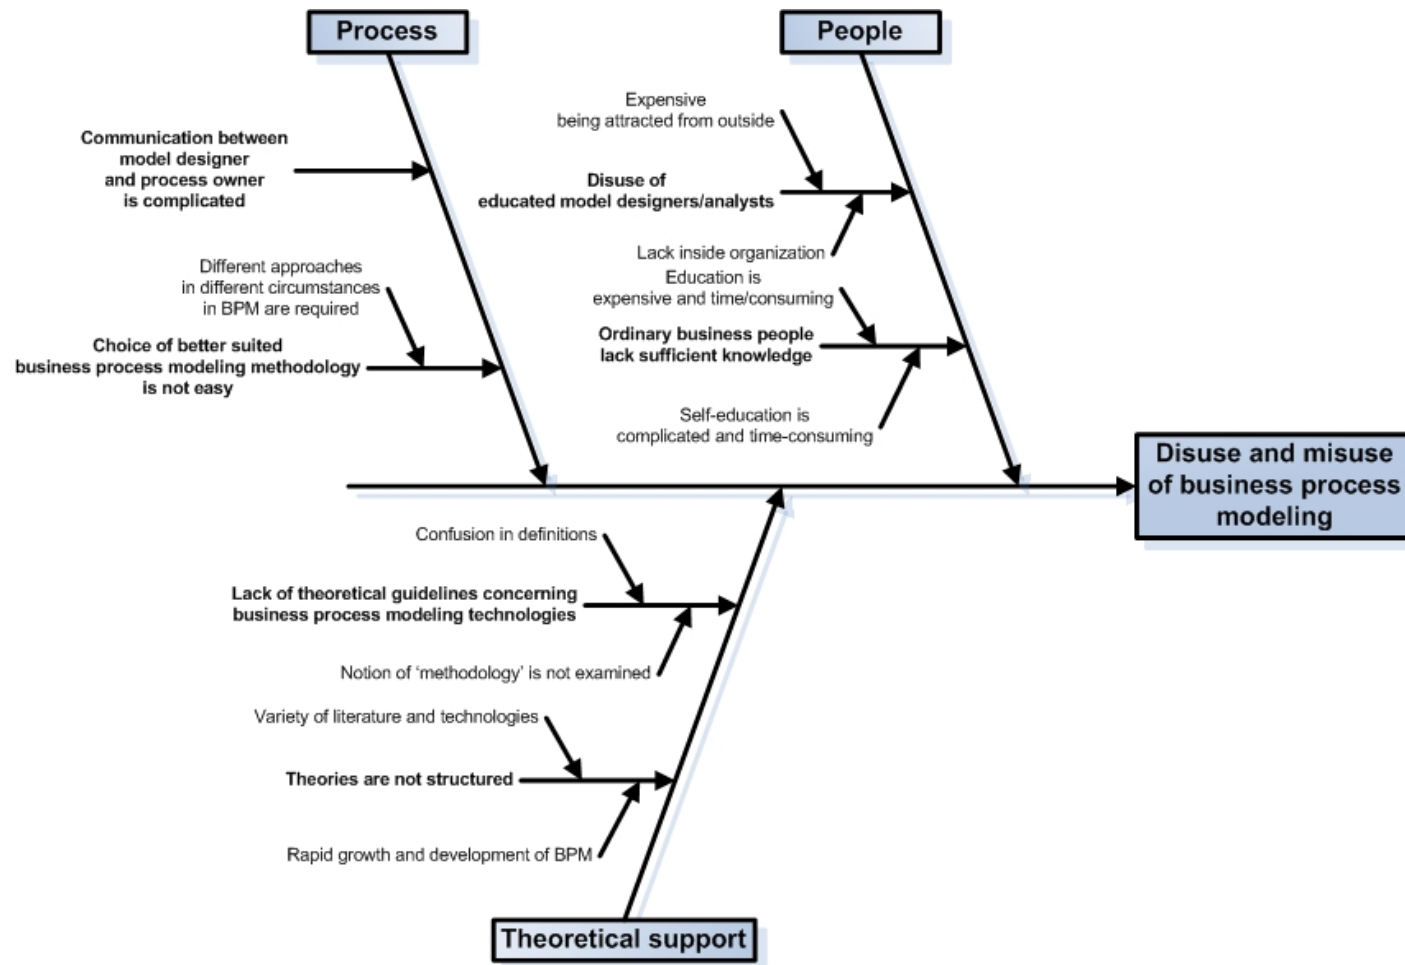 Process
People
Communication between
model designer
and process owner
is complicated
Expensive
being attracted from outside
Disuse of
educated model designers/analysts
Lack inside organization
Different approaches
in different circumstances
in BPM are required
Education is
expensive and time/consuming
Choice of better suited
business process modeling methodology
is not easy
Ordinary business people
lack sufficient knowledge
Self-education is
complicated and time-consuming
Disuse and misuse
of business process
modeling
Confusion in definitions
Lack of theoretical guidelines concerning
business process modeling technologies
Notion of ‘methodology’ is not examined
Variety of literature and technologies
Theories are not structured
Rapid growth and development of BPM
Theoretical support